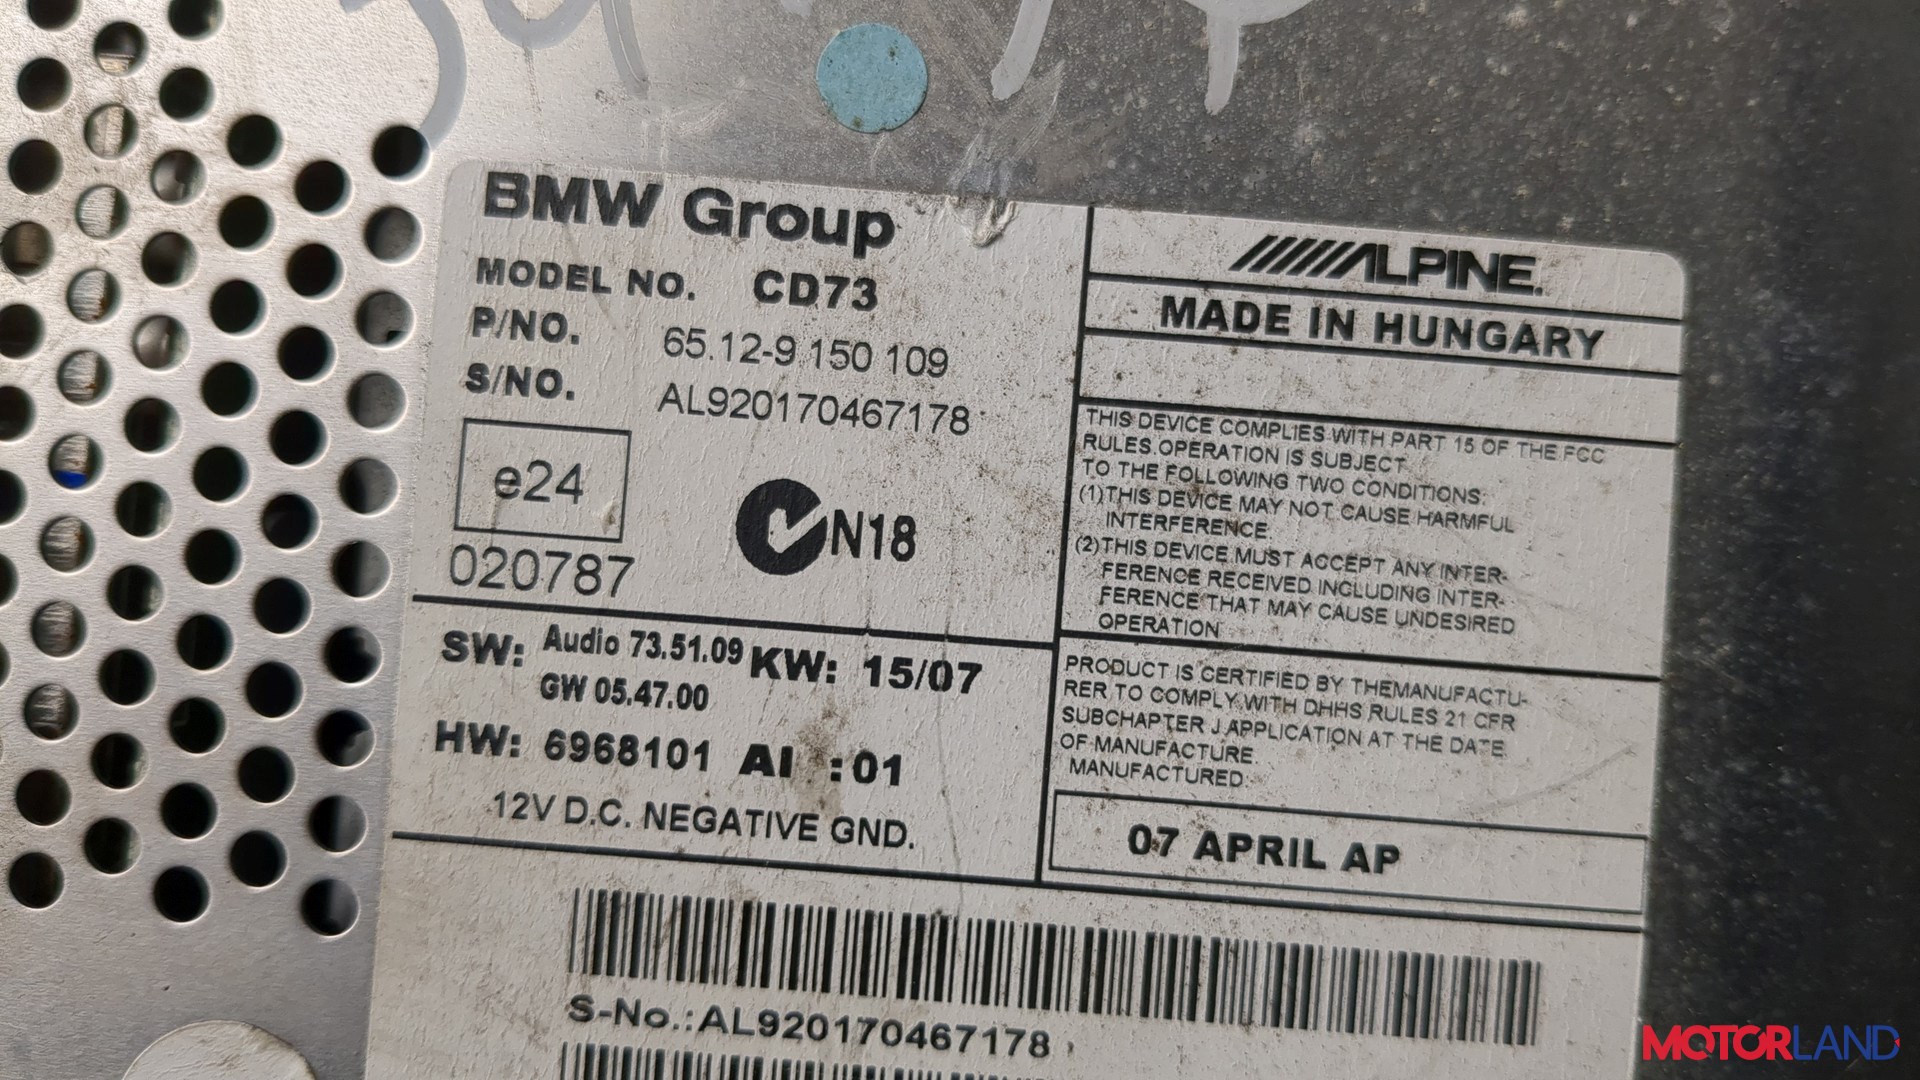 BMW Group
MODEL NO. CD73
P/NO. 65.12-9 150 109
S/NO. AL920170467178
e24
020787
N18
SW: Audio 73.51.09 KW: 15/07
GW 05.47.00
HW: 6968101 AI :01
12V D.C. NEGATIVE GND.
ALPINE.
MADE IN HUNGARY
THIS DEVICE COMPLIES WITH PART 15 OF THE FCC
RULES.OPERATION IS SUBJECT
TO THE FOLLOWING TWO CONDITIONS:
(1)THIS DEVICE MAY NOT CAUSE HARMFUL
INTERFERENCE.
(2)THIS DEVICE MUST ACCEPT ANY INTER-
FERENCE RECEIVED INCLUDING INTER-
FERENCE THAT MAY CAUSE UNDESIRED
OPERATION
PRODUCT IS CERTIFIED BY THEMANUFACTU-
RER TO COMPLY WITH DHHS RULES 21 CFR
SUBCHAPTER J APPLICATION AT THE DATE
OF MANUFACTURE.
MANUFACTURED:
07 APRIL AP
S-No.:AL920170467178
MOTORLAND